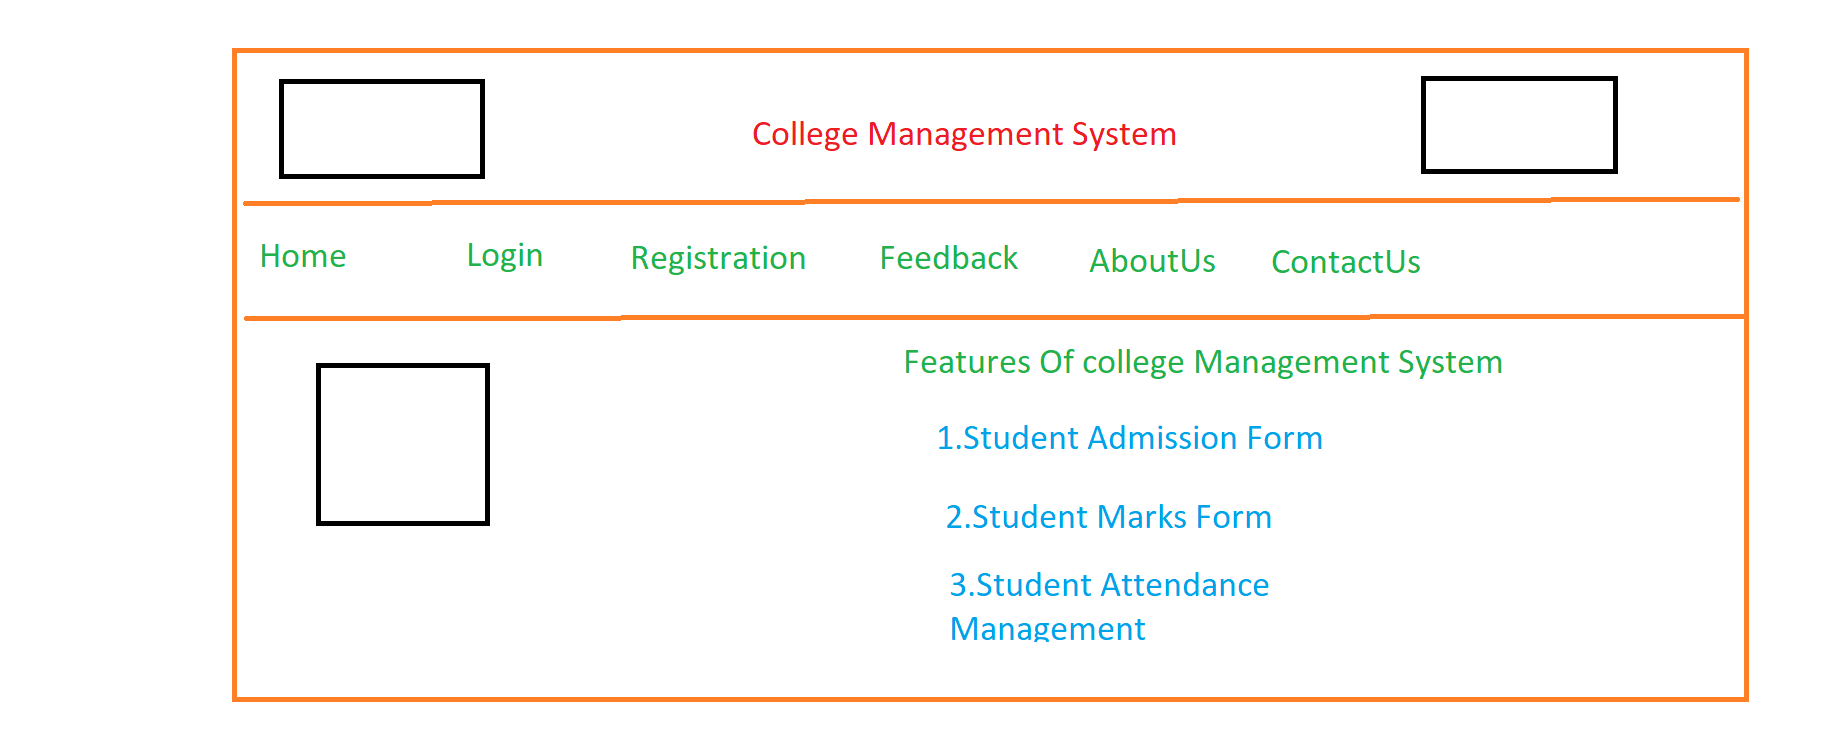 College Management System
Home Login Registration Feedback AboutUs ContactUs
Features Of college Management System
1.Student Admission Form
2.Student Marks Form
3.Student Attendance
Management